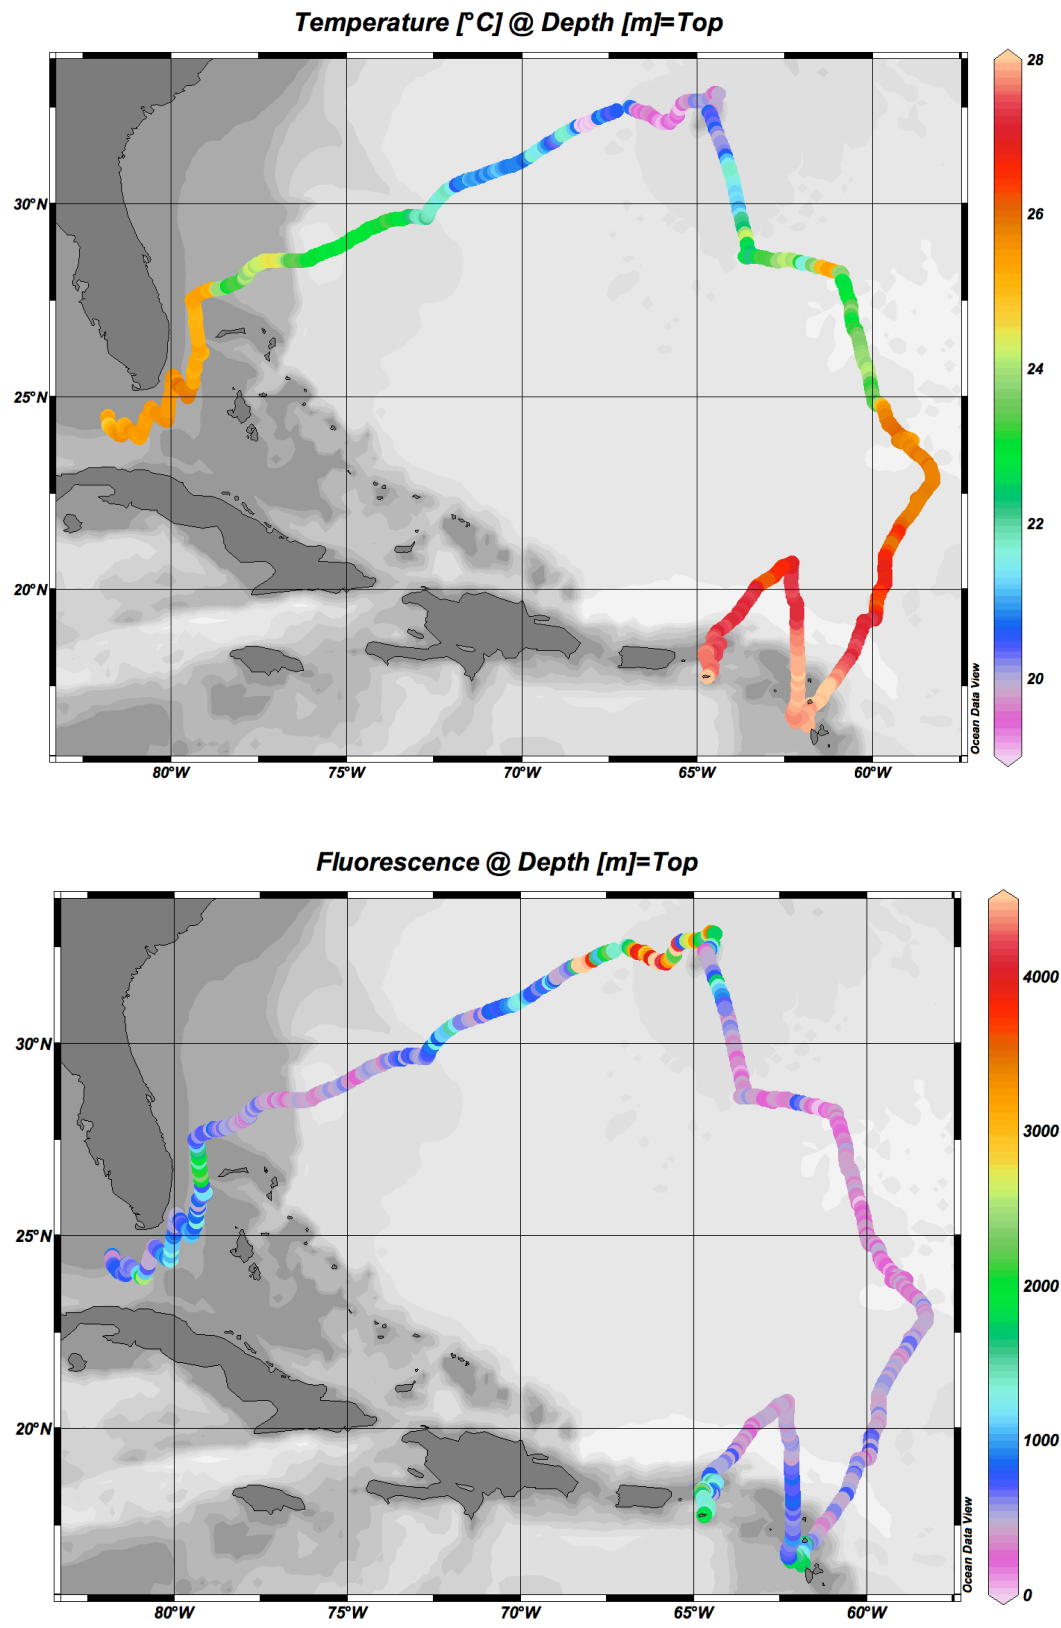 Temperature [°C] @ Depth [m]=Top
28
26
24
22
20
30°N
25°N
20°N
80°W
75°W
70°W
65°W
60°W
Ocean Data View
Fluorescence @ Depth [m]=Top
4000
3000
2000
1000
0
30°N
25°N
20°N
80°W
75°W
70°W
65°W
60°W
Ocean Data View